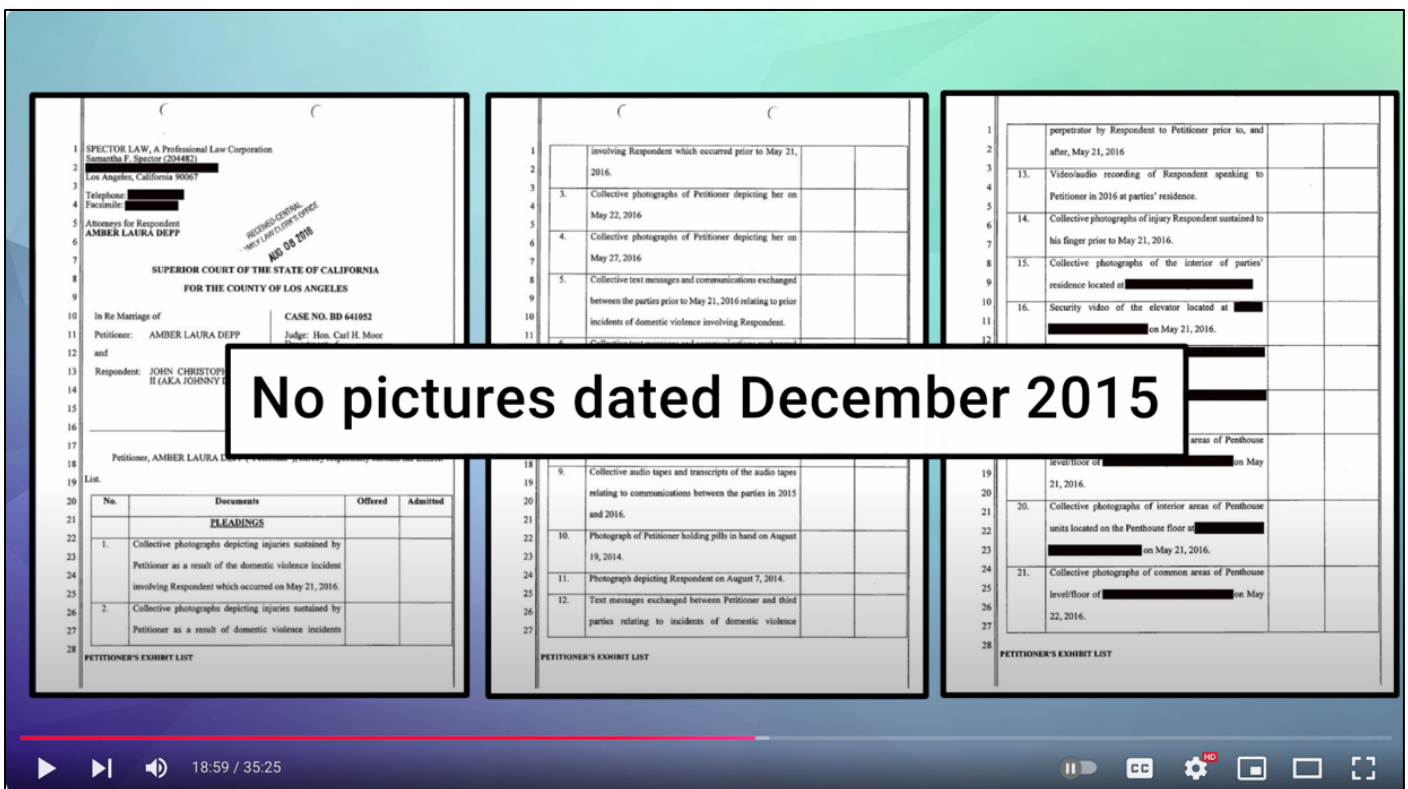 SPECTOR LAW, A Professional Law Corporation
Samantha F. Spector (204482)
Los Angeles, California 90067
Telephone:
Facsimile:
Attorneys for Respondent
AMBER LAURA DEPP
RECEIVED-CENTRAL
FAMILY LAW CLERK'S OFFICE
AUG 08 2016
SUPERIOR COURT OF THE STATE OF CALIFORNIA
FOR THE COUNTY OF LOS ANGELES
In Re Marriage of
Petitioner: AMBER LAURA DEPP
and
Respondent: JOHN
II (AKA JOHNNY
CASE NO. BD 641052
Judge: Hon. Carl H. Moor
Petitioner, AMBER LAURA
List.
No. Documents Offered Admitted
PLEADINGS
1. Collective photographs depicting injuries sustained by
Petitioner as a result of the domestic violence incident
involving Respondent which occurred on May 21, 2016.
2. Collective photographs depicting injuries sustained by
Petitioner as a result of domestic violence incidents
PETITIONER'S EXHIBIT LIST
involving Respondent which occurred prior to May 21,
2016.
3. Collective photographs of Petitioner depicting her on
May 22, 2016
4. Collective photographs of Petitioner depicting her on
May 27, 2016
5. Collective text messages and communications exchanged
between the parties prior to May 21, 2016 relating to prior
incidents of domestic violence involving Respondent.
9. Collective audio tapes and transcripts of the audio tapes
relating to communications between the parties in 2015
and 2016.
10. Photograph of Petitioner holding pills in hand on August
19, 2014.
11. Photograph depicting Respondent on August 7, 2014.
12. Text messages exchanged between Petitioner and third
parties relating to incidents of domestic violence
PETITIONER'S EXHIBIT LIST
perpetrator by Respondent to Petitioner prior to, and
after, May 21, 2016
13. Video/audio recording of Respondent speaking to
Petitioner in 2016 at parties' residence.
14. Collective photographs of injury Respondent sustained to
his finger prior to May 21, 2016.
15. Collective photographs of the interior of parties'
residence located at
16. Security video of the elevator located at
on May 21, 2016.
areas of Penthouse
level/floor of on May
21, 2016.
20. Collective photographs of interior areas of Penthouse
units located on the Penthouse floor at
on May 21, 2016.
21. Collective photographs of common areas of Penthouse
level/floor of on May
22, 2016.
PETITIONER'S EXHIBIT LIST
No pictures dated December 2015
18:59 / 35:25
CC
HD